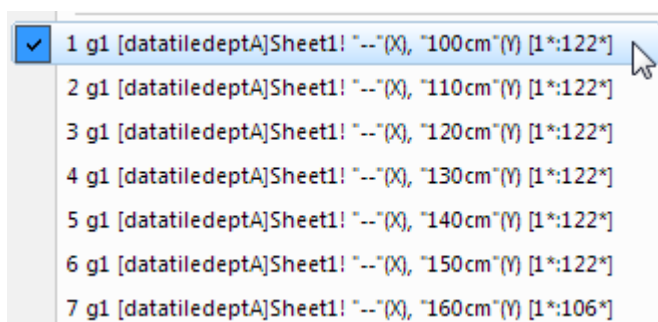 1 g1 [datatiledeptA]Sheet1! "--"(X), "100cm"(Y) [1*:122*]
2 g1 [datatiledeptA]Sheet1! "--"(X), "110cm"(Y) [1*:122*]
3 g1 [datatiledeptA]Sheet1! "--"(X), "120cm"(Y) [1*:122*]
4 g1 [datatiledeptA]Sheet1! "--"(X), "130cm"(Y) [1*:122*]
5 g1 [datatiledeptA]Sheet1! "--"(X), "140cm"(Y) [1*:122*]
6 g1 [datatiledeptA]Sheet1! "--"(X), "150cm"(Y) [1*:122*]
7 g1 [datatiledeptA]Sheet1! "--"(X), "160cm"(Y) [1*:106*]